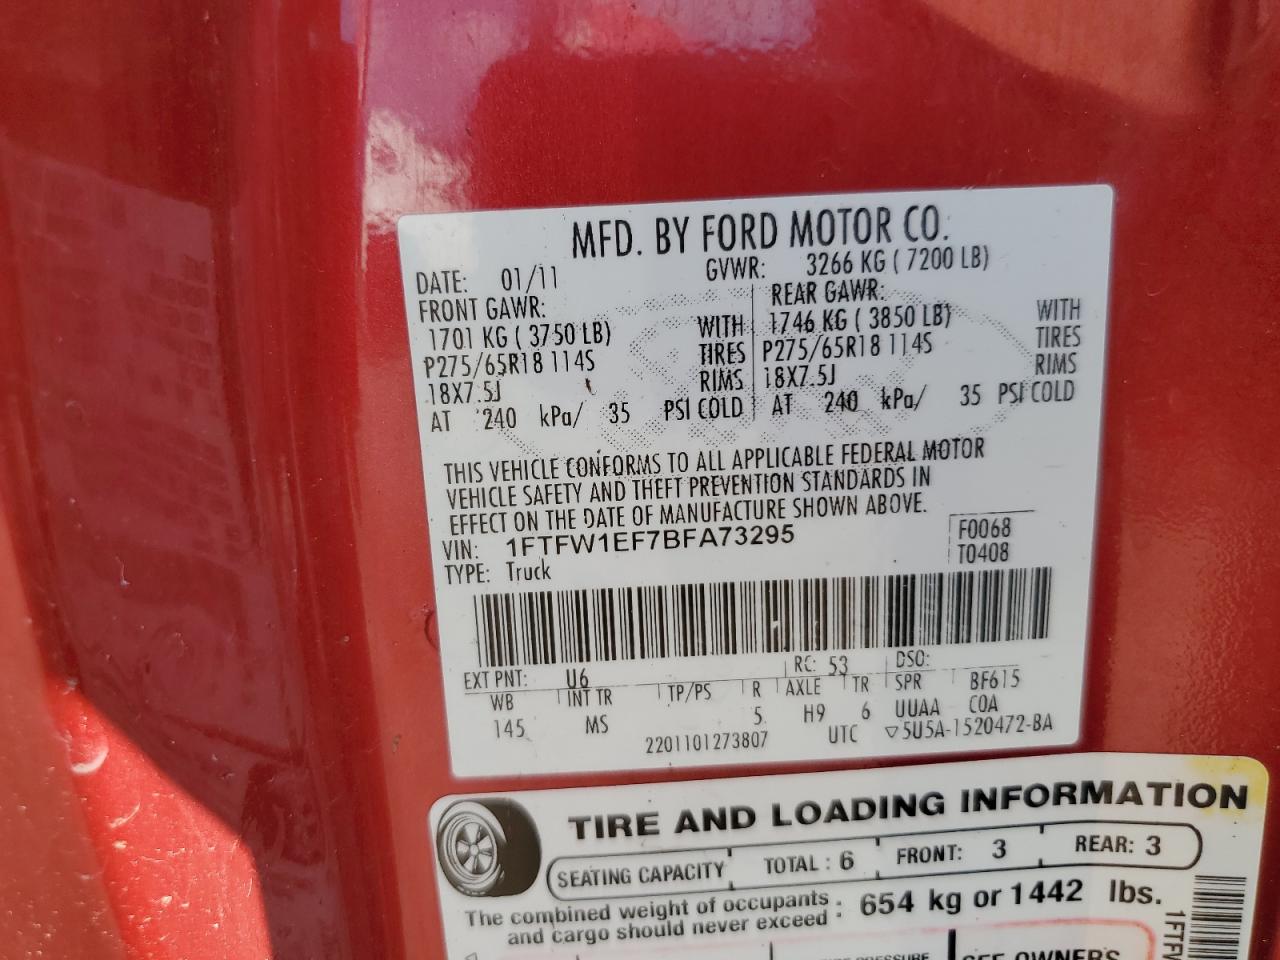 MFD. BY FORD MOTOR CO.
DATE: 01/11 GVWR: 3266 KG ( 7200 LB)
FRONT GAWR: REAR GAWR:
1701 KG ( 3750 LB) WITH 1746 KG ( 3850 LB) WITH
P275/65R18 114S TIRES P275/65R18 114S TIRES
18X7.5J RIMS 18X7.5J RIMS
AT 240 kPa/ 35 PSI COLD AT 240 kPa/ 35 PSI COLD
THIS VEHICLE CONFORMS TO ALL APPLICABLE FEDERAL MOTOR
VEHICLE SAFETY AND THEFT PREVENTION STANDARDS IN
EFFECT ON THE DATE OF MANUFACTURE SHOWN ABOVE.
VIN: 1FTFW1EF7BFA73295 F0068
TYPE: Truck T0408
EXT PNT: U6 RC: 53 DSO:
WB INT TR TP/PS R AXLE TR SPR BF615
145 MS 5 H9 6 UUAA COA
2201101273807 UTC ▽5U5A-1520472-BA
TIRE AND LOADING INFORMATION
SEATING CAPACITY TOTAL : 6 FRONT: 3 REAR: 3
The combined weight of occupants : 654 kg or 1442 lbs.
and cargo should never exceed :
SEE OWNER'S
1FTFW